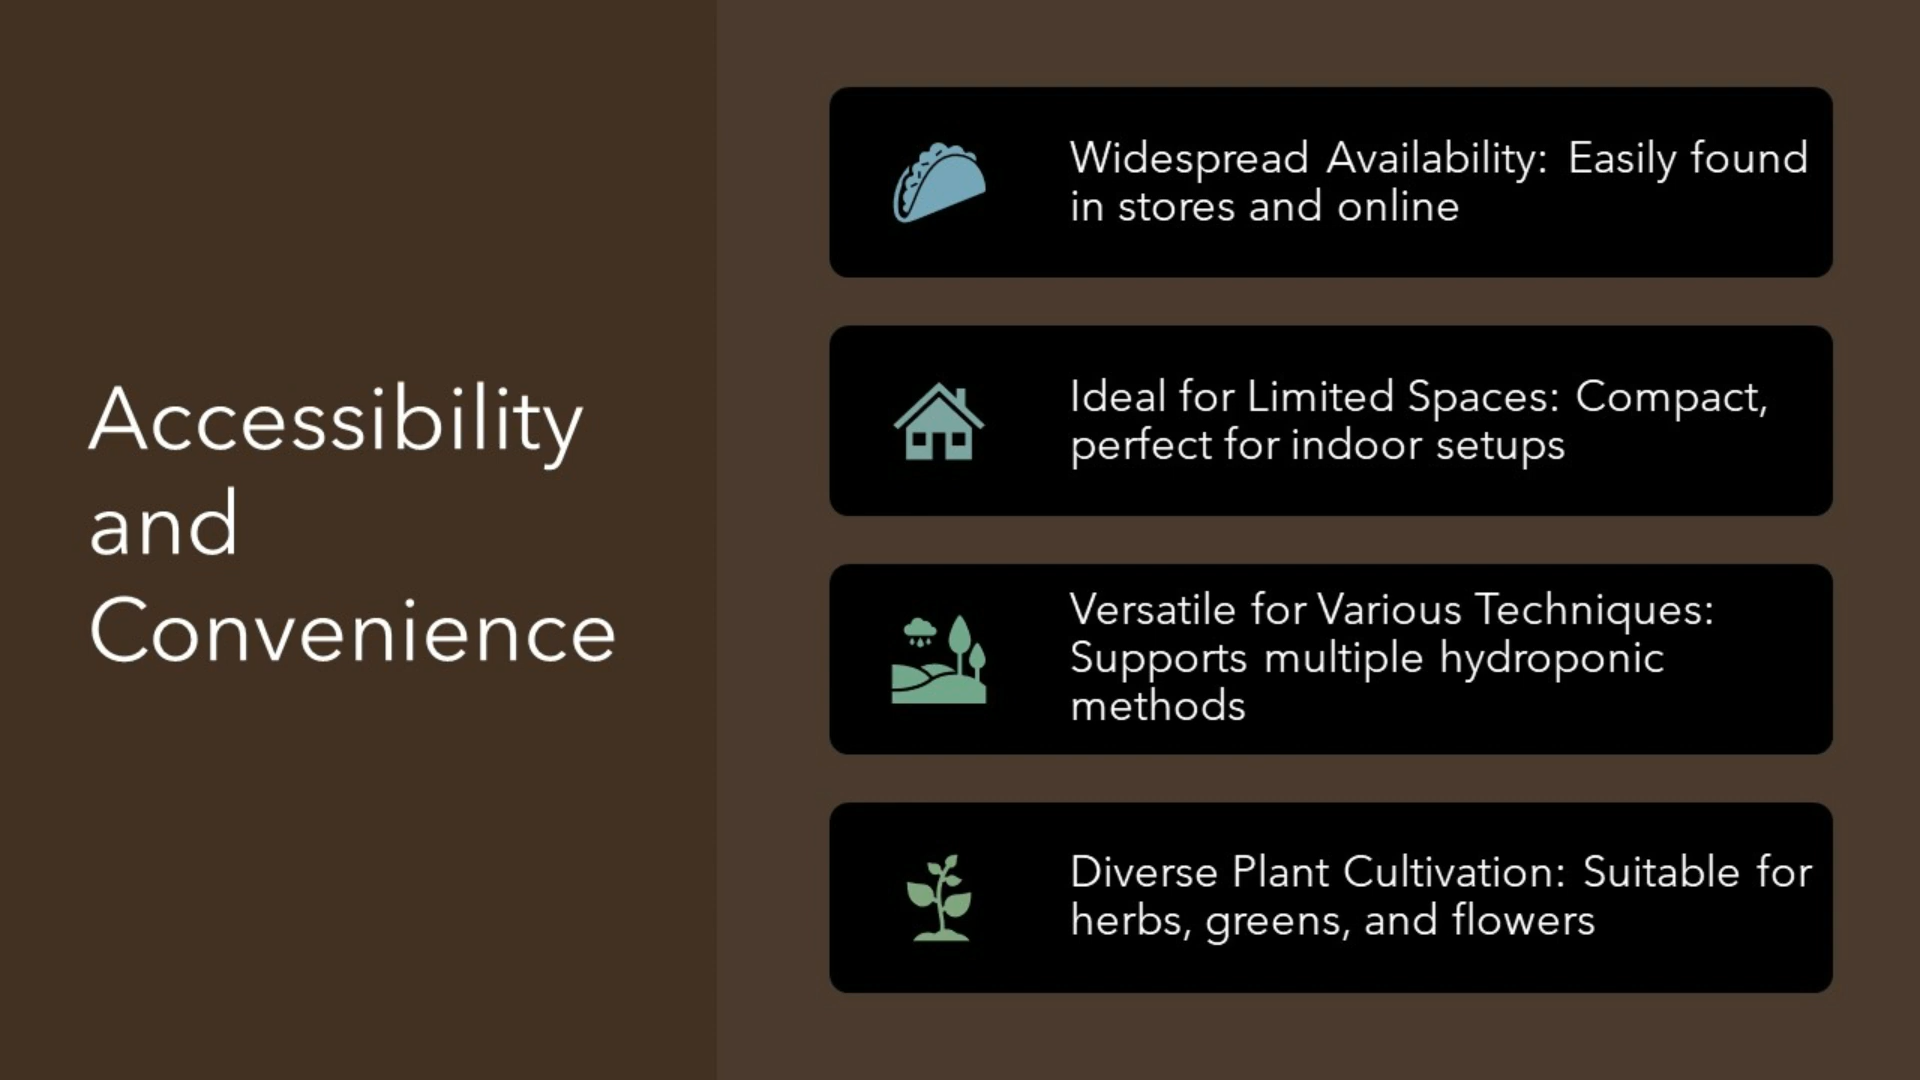 Accessibility
and
Convenience
Widespread Availability: Easily found
in stores and online
Ideal for Limited Spaces: Compact,
perfect for indoor setups
Versatile for Various Techniques:
Supports multiple hydroponic
methods
Diverse Plant Cultivation: Suitable for
herbs, greens, and flowers